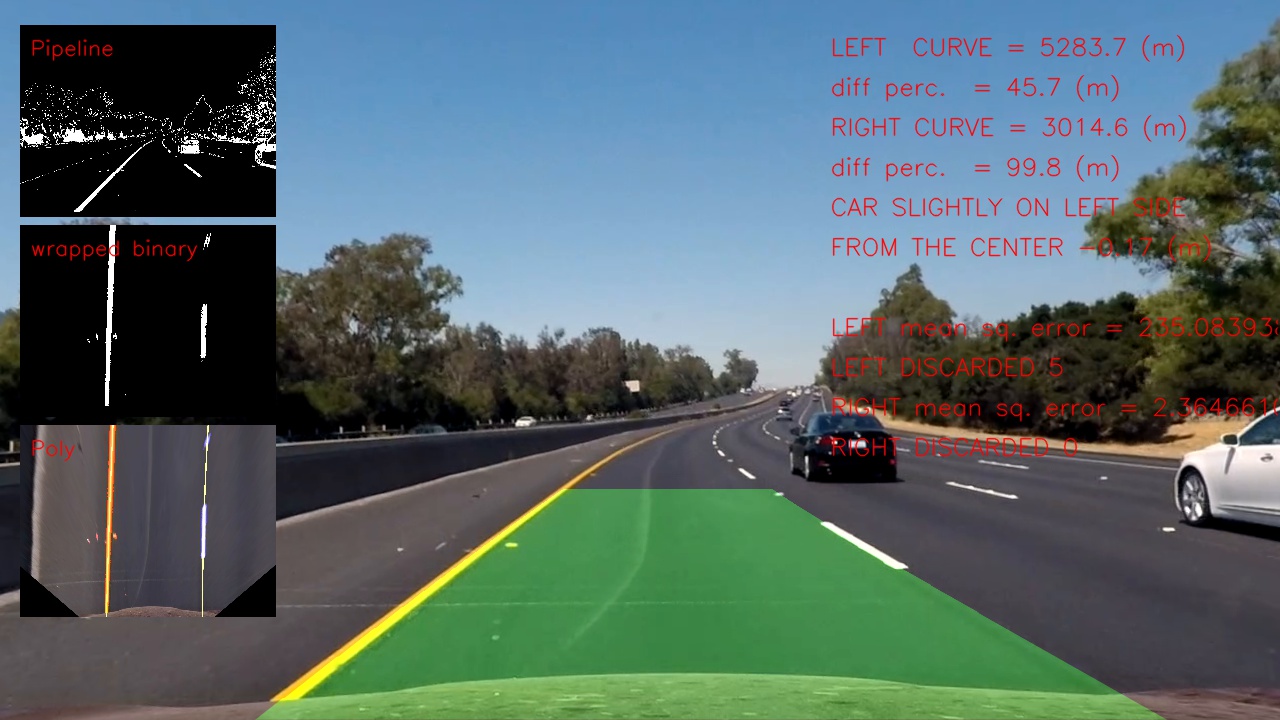 Pipeline
wrapped binary
Poly
LEFT CURVE = 5283.7 (m)
diff perc. = 45.7 (m)
RIGHT CURVE = 3014.6 (m)
diff perc. = 99.8 (m)
CAR SLIGHTLY ON LEFT SIDE
FROM THE CENTER -0.17 (m)
LEFT mean sq. error = 235.08393
LEFT DISCARDED 5
RIGHT mean sq. error = 2.364661
RIGHT DISCARDED 0